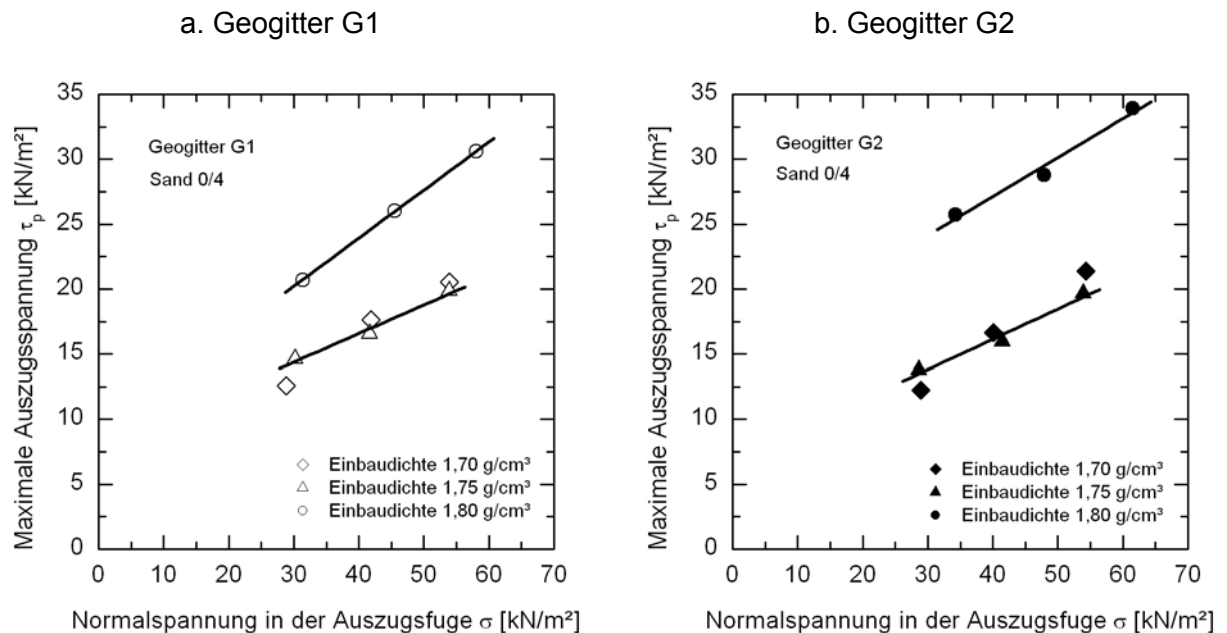 a. Geogitter G1
Maximale Auszugsspannung τp [kN/m²]
35
30
25
20
15
10
5
0
Geogitter G1
Sand 0/4
Einbaudichte 1,70 g/cm³
Einbaudichte 1,75 g/cm³
Einbaudichte 1,80 g/cm³
0 10 20 30 40 50 60 70
Normalspannung in der Auszugsfuge σ [kN/m²]
b. Geogitter G2
Maximale Auszugsspannung τp [kN/m²]
35
30
25
20
15
10
5
0
Geogitter G2
Sand 0/4
Einbaudichte 1,70 g/cm³
Einbaudichte 1,75 g/cm³
Einbaudichte 1,80 g/cm³
0 10 20 30 40 50 60 70
Normalspannung in der Auszugsfuge σ [kN/m²]